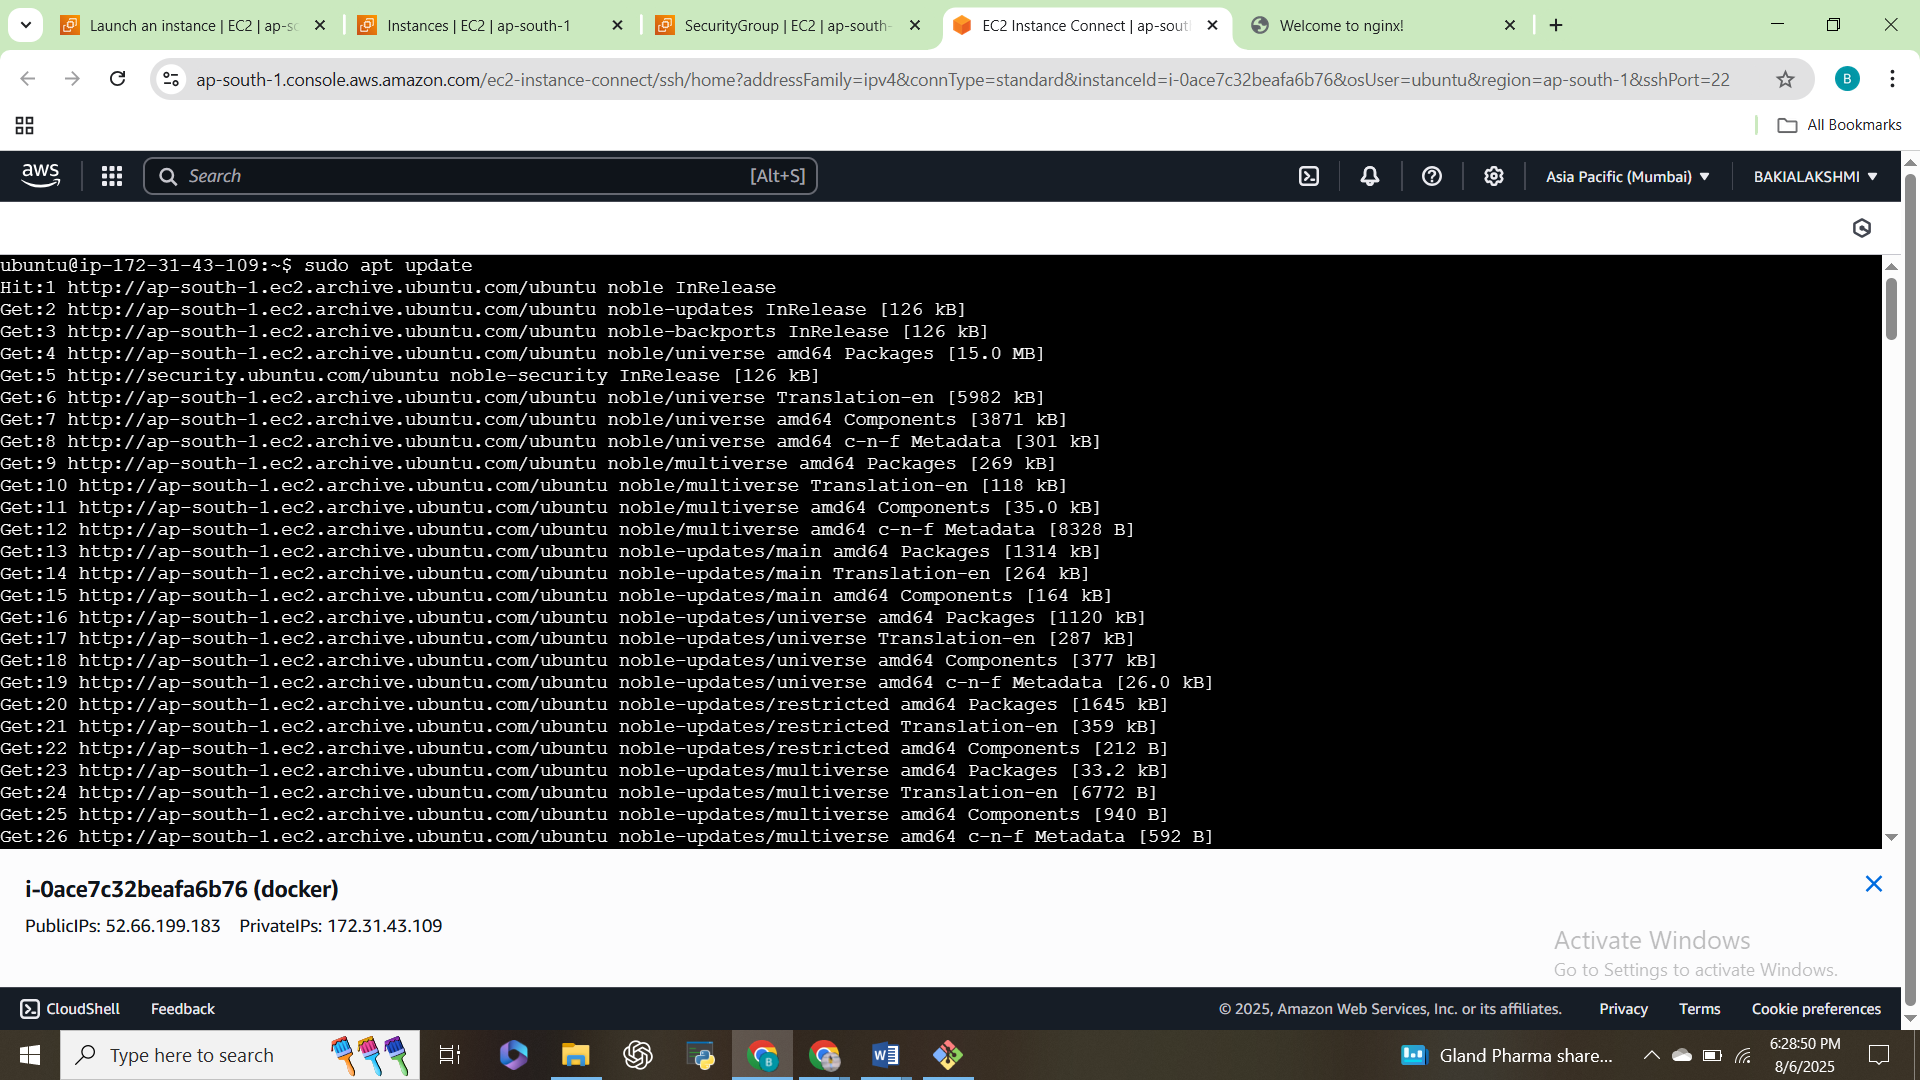 Launch an instance | EC2 | ap-sc
Instances | EC2 | ap-south-1
SecurityGroup | EC2 | ap-south-
EC2 Instance Connect | ap-sout
Welcome to nginx!
ap-south-1.console.aws.amazon.com/ec2-instance-connect/ssh/home?addressFamily=ipv4&connType=standard&instanceId=i-0ace7c32beafa6b76&osUser=ubuntu&region=ap-south-1&sshPort=22
B
All Bookmarks
aws
Search
[Alt+S]
Asia Pacific (Mumbai)
BAKIALAKSHMI
ubuntu@ip-172-31-43-109:~$ sudo apt update
Hit:1 http://ap-south-1.ec2.archive.ubuntu.com/ubuntu noble InRelease
Get:2 http://ap-south-1.ec2.archive.ubuntu.com/ubuntu noble-updates InRelease [126 kB]
Get:3 http://ap-south-1.ec2.archive.ubuntu.com/ubuntu noble-backports InRelease [126 kB]
Get:4 http://ap-south-1.ec2.archive.ubuntu.com/ubuntu noble/universe amd64 Packages [15.0 MB]
Get:5 http://security.ubuntu.com/ubuntu noble-security InRelease [126 kB]
Get:6 http://ap-south-1.ec2.archive.ubuntu.com/ubuntu noble/universe Translation-en [5982 kB]
Get:7 http://ap-south-1.ec2.archive.ubuntu.com/ubuntu noble/universe amd64 Components [3871 kB]
Get:8 http://ap-south-1.ec2.archive.ubuntu.com/ubuntu noble/universe amd64 c-n-f Metadata [301 kB]
Get:9 http://ap-south-1.ec2.archive.ubuntu.com/ubuntu noble/multiverse amd64 Packages [269 kB]
Get:10 http://ap-south-1.ec2.archive.ubuntu.com/ubuntu noble/multiverse Translation-en [118 kB]
Get:11 http://ap-south-1.ec2.archive.ubuntu.com/ubuntu noble/multiverse amd64 Components [35.0 kB]
Get:12 http://ap-south-1.ec2.archive.ubuntu.com/ubuntu noble/multiverse amd64 c-n-f Metadata [8328 B]
Get:13 http://ap-south-1.ec2.archive.ubuntu.com/ubuntu noble-updates/main amd64 Packages [1314 kB]
Get:14 http://ap-south-1.ec2.archive.ubuntu.com/ubuntu noble-updates/main Translation-en [264 kB]
Get:15 http://ap-south-1.ec2.archive.ubuntu.com/ubuntu noble-updates/main amd64 Components [164 kB]
Get:16 http://ap-south-1.ec2.archive.ubuntu.com/ubuntu noble-updates/universe amd64 Packages [1120 kB]
Get:17 http://ap-south-1.ec2.archive.ubuntu.com/ubuntu noble-updates/universe Translation-en [287 kB]
Get:18 http://ap-south-1.ec2.archive.ubuntu.com/ubuntu noble-updates/universe amd64 Components [377 kB]
Get:19 http://ap-south-1.ec2.archive.ubuntu.com/ubuntu noble-updates/universe amd64 c-n-f Metadata [26.0 kB]
Get:20 http://ap-south-1.ec2.archive.ubuntu.com/ubuntu noble-updates/restricted amd64 Packages [1645 kB]
Get:21 http://ap-south-1.ec2.archive.ubuntu.com/ubuntu noble-updates/restricted Translation-en [359 kB]
Get:22 http://ap-south-1.ec2.archive.ubuntu.com/ubuntu noble-updates/restricted amd64 Components [212 B]
Get:23 http://ap-south-1.ec2.archive.ubuntu.com/ubuntu noble-updates/multiverse amd64 Packages [33.2 kB]
Get:24 http://ap-south-1.ec2.archive.ubuntu.com/ubuntu noble-updates/multiverse Translation-en [6772 B]
Get:25 http://ap-south-1.ec2.archive.ubuntu.com/ubuntu noble-updates/multiverse amd64 Components [940 B]
Get:26 http://ap-south-1.ec2.archive.ubuntu.com/ubuntu noble-updates/multiverse amd64 c-n-f Metadata [592 B]
i-0ace7c32beafa6b76 (docker)
PublicIPs: 52.66.199.183 PrivateIPs: 172.31.43.109
Activate Windows
Go to Settings to activate Windows.
CloudShell
Feedback
© 2025, Amazon Web Services, Inc. or its affiliates.
Privacy
Terms
Cookie preferences
Type here to search
Gland Pharma share...
6:28:50 PM
8/6/2025